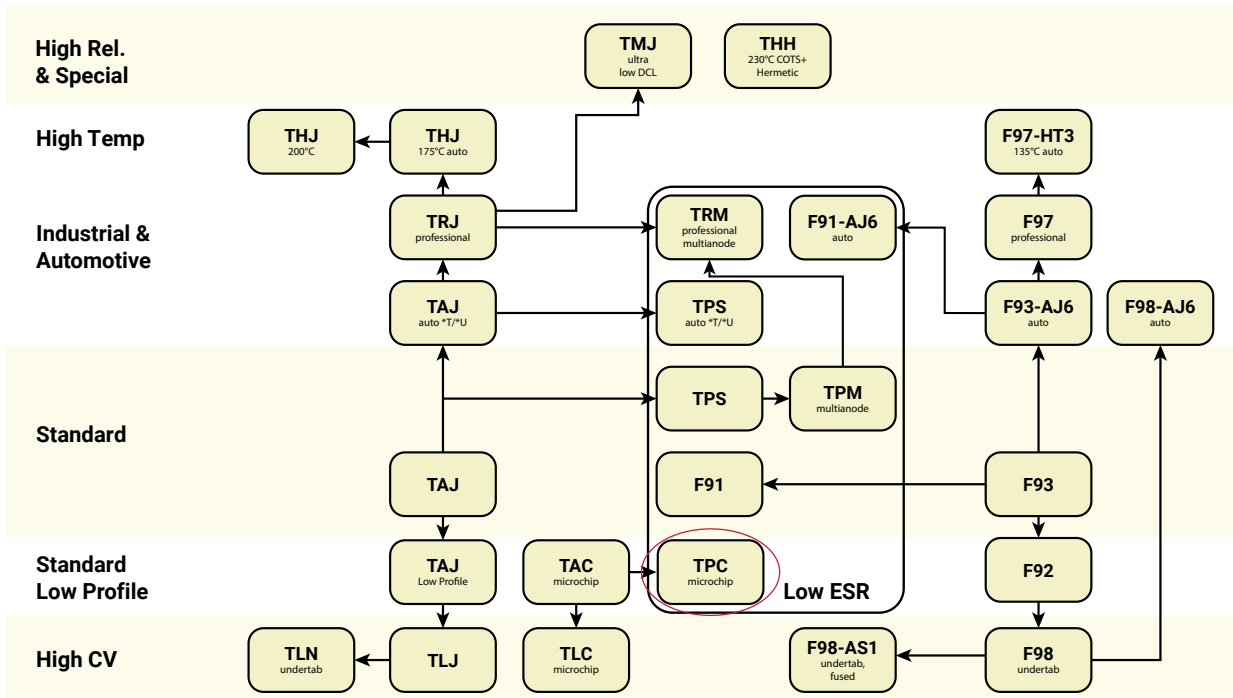 High Rel.
& Special
TMJ
ultra
low DCL
THH
230°C COTS+
Hermetic
High Temp
THJ
200°C
THJ
175°C auto
F97-HT3
135°C auto
Industrial &
Automotive
TRJ
professional
TRM
professional
multianode
F91-AJ6
auto
F97
professional
TAJ
auto *T/*U
TPS
auto *T/*U
F93-AJ6
auto
F98-AJ6
auto
Standard
TPS
TPM
multianode
TAJ
F91
F93
Standard
Low Profile
TAJ
Low Profile
TAC
microchip
TPC
microchip
Low ESR
F92
High CV
TLN
undertab
TLJ
TLC
microchip
F98-AS1
undertab,
fused
F98
undertab